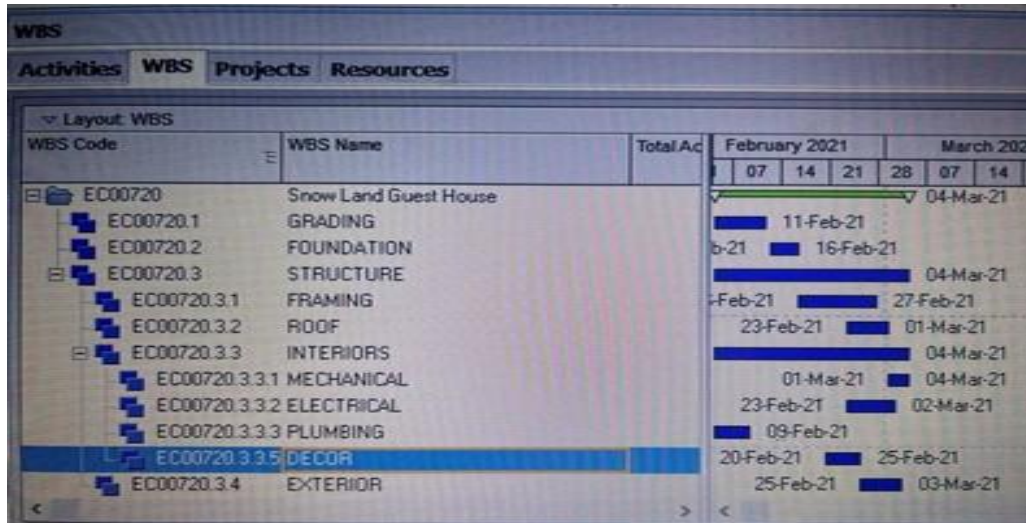 WBS
Activities WBS Projects Resources
Layout: WBS
WBS Code WBS Name Total Ac February 2021 March 202
07 14 21 28 07 14
EC00720 Snow Land Guest House 04-Mar-21
EC00720.1 GRADING 11-Feb-21
EC00720.2 FOUNDATION b-21 16-Feb-21
EC00720.3 STRUCTURE 04-Mar-21
EC00720.3.1 FRAMING -Feb-21 27-Feb-21
EC00720.3.2 ROOF 23-Feb-21 01-Mar-21
EC00720.3.3 INTERIORS 04-Mar-21
EC00720.3.3.1 MECHANICAL 01-Mar-21 04-Mar-21
EC00720.3.3.2 ELECTRICAL 23-Feb-21 02-Mar-21
EC00720.3.3.3 PLUMBING 09-Feb-21
EC00720.3.3.5 DECOR 20-Feb-21 25-Feb-21
EC00720.3.4 EXTERIOR 25-Feb-21 03-Mar-21